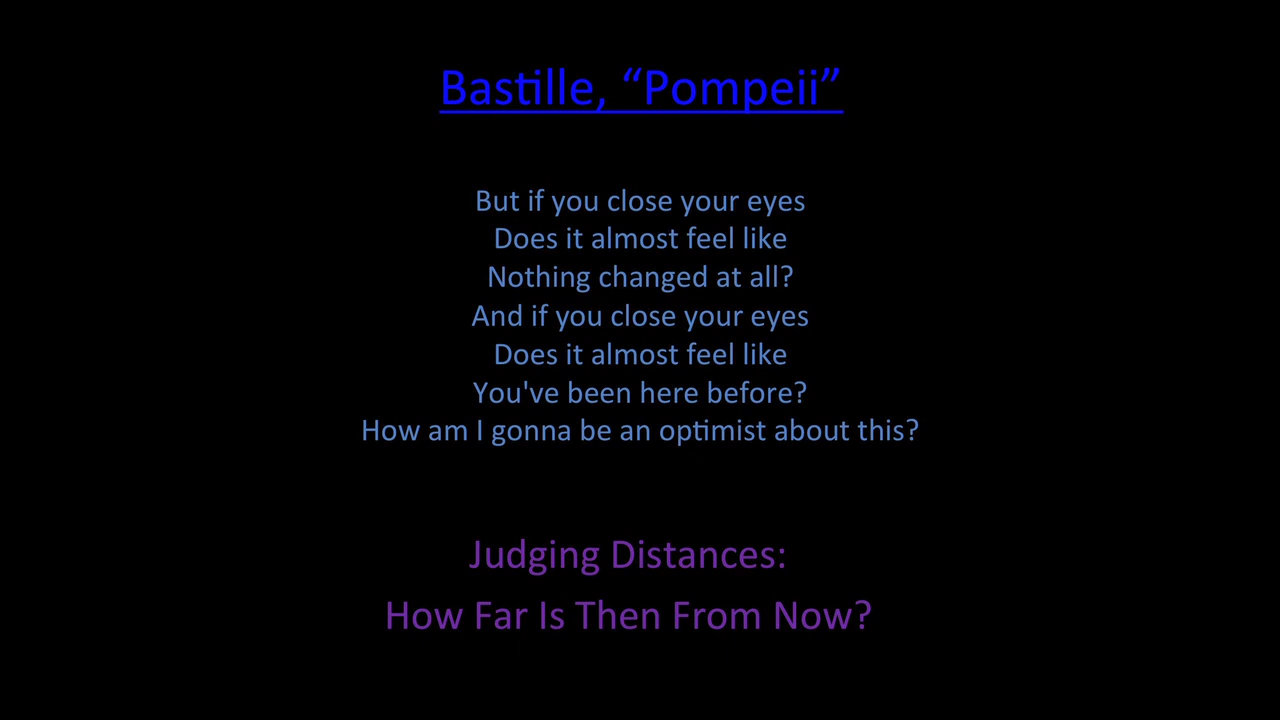 Bastille, “Pompeii”
But if you close your eyes
Does it almost feel like
Nothing changed at all?
And if you close your eyes
Does it almost feel like
You've been here before?
How am I gonna be an optimist about this?
Judging Distances:
How Far Is Then From Now?